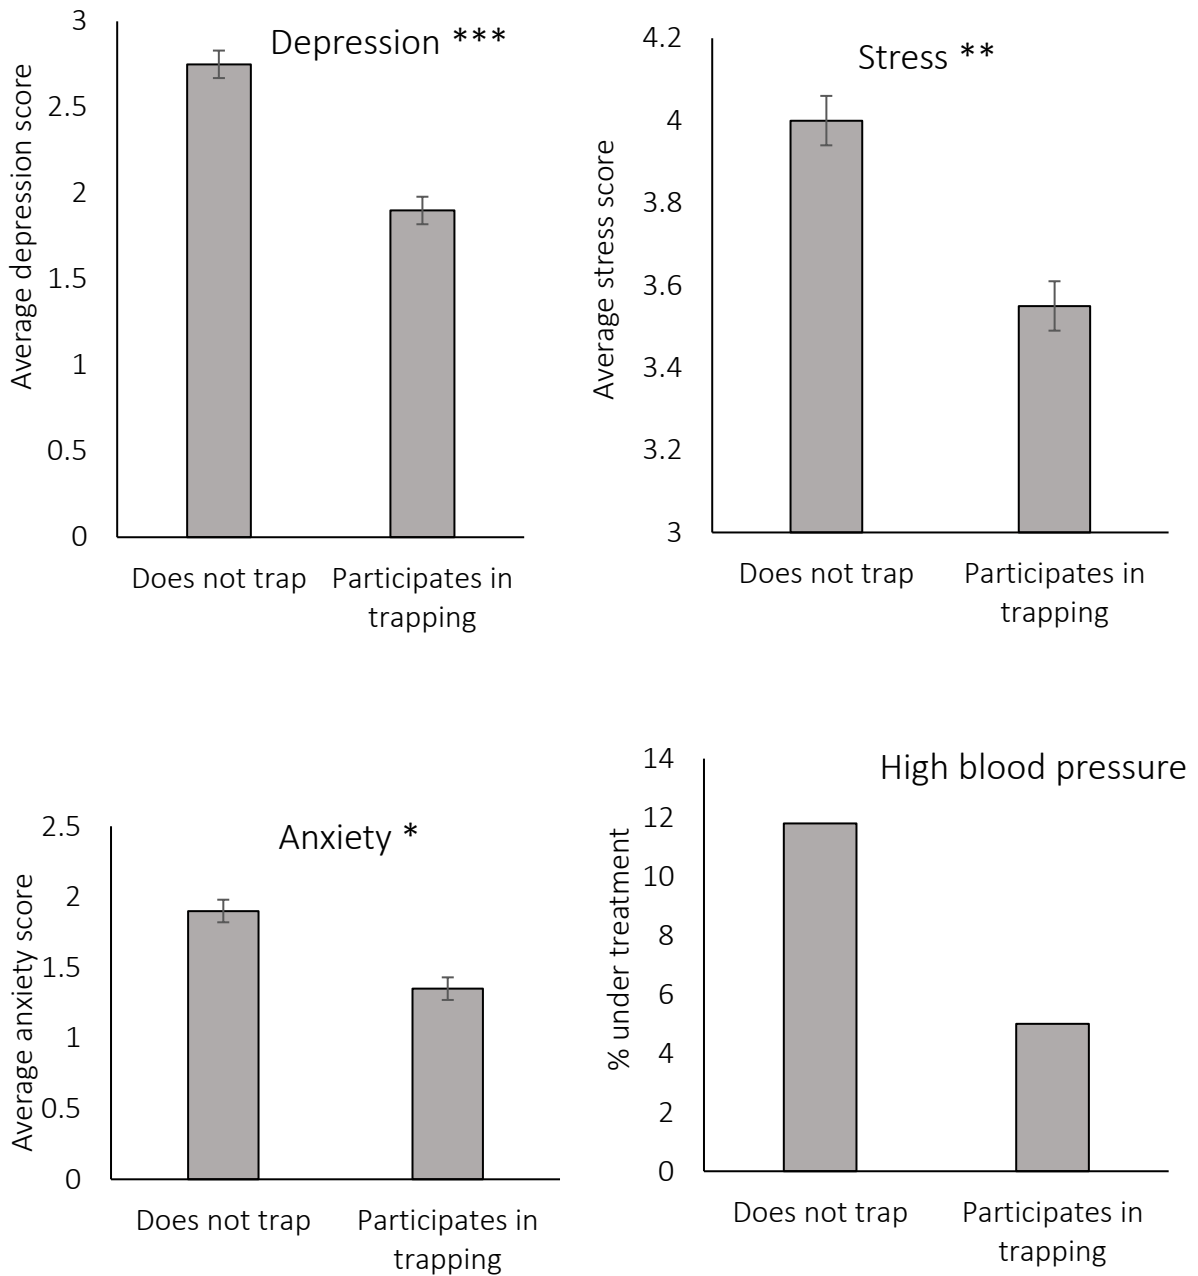 Depression ***
Average depression score
3
2.5
2
1.5
1
0.5
0
Does not trap
Participates in
trapping
Stress **
Average stress score
4.2
4
3.8
3.6
3.4
3.2
3
Does not trap
Participates in
trapping
Anxiety *
Average anxiety score
2.5
2
1.5
1
0.5
0
Does not trap
Participates in
trapping
High blood pressure
% under treatment
14
12
10
8
6
4
2
0
Does not trap
Participates in
trapping